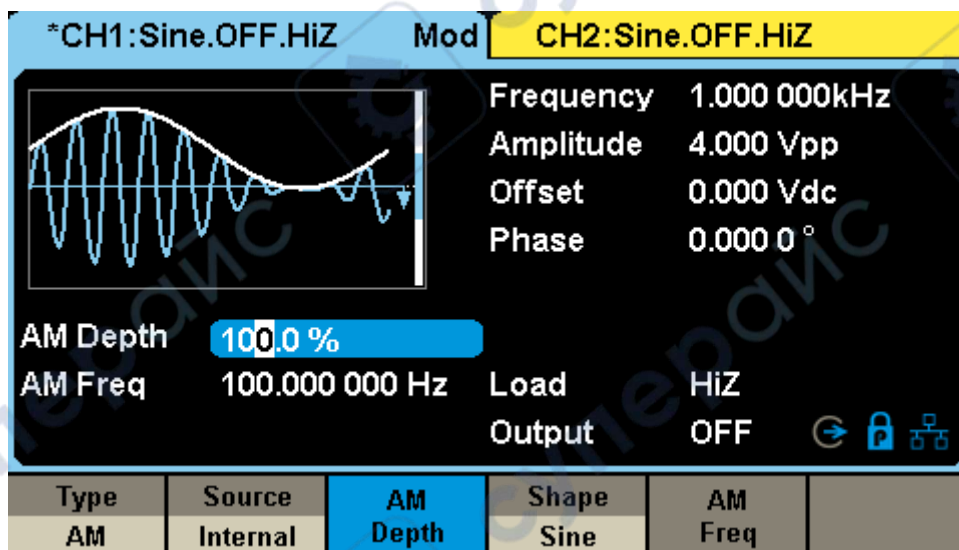 *CH1:Sine.OFF.HiZ Mod CH2:Sine.OFF.HiZ
Frequency 1.000 000kHz
Amplitude 4.000 Vpp
Offset 0.000 Vdc
Phase 0.000 0 °
AM Depth 100.0 %
AM Freq 100.000 000 Hz
Load HiZ
Output OFF P
Type Source AM Depth Shape AM Freq
AM Internal Sine
суперайс